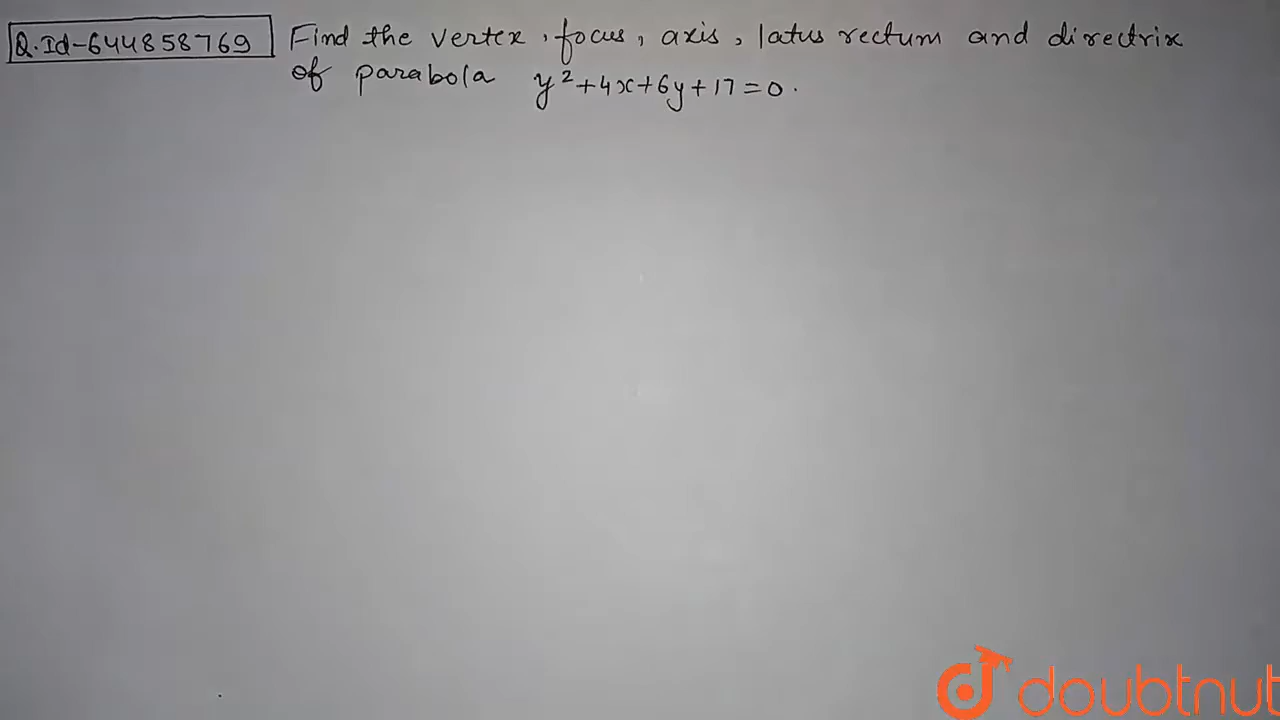 Q.Id-644858769 Find the vertex, focus, axis, latus rectum and directrix
of parabola y²+4x+6y+17=0.
doubtnut